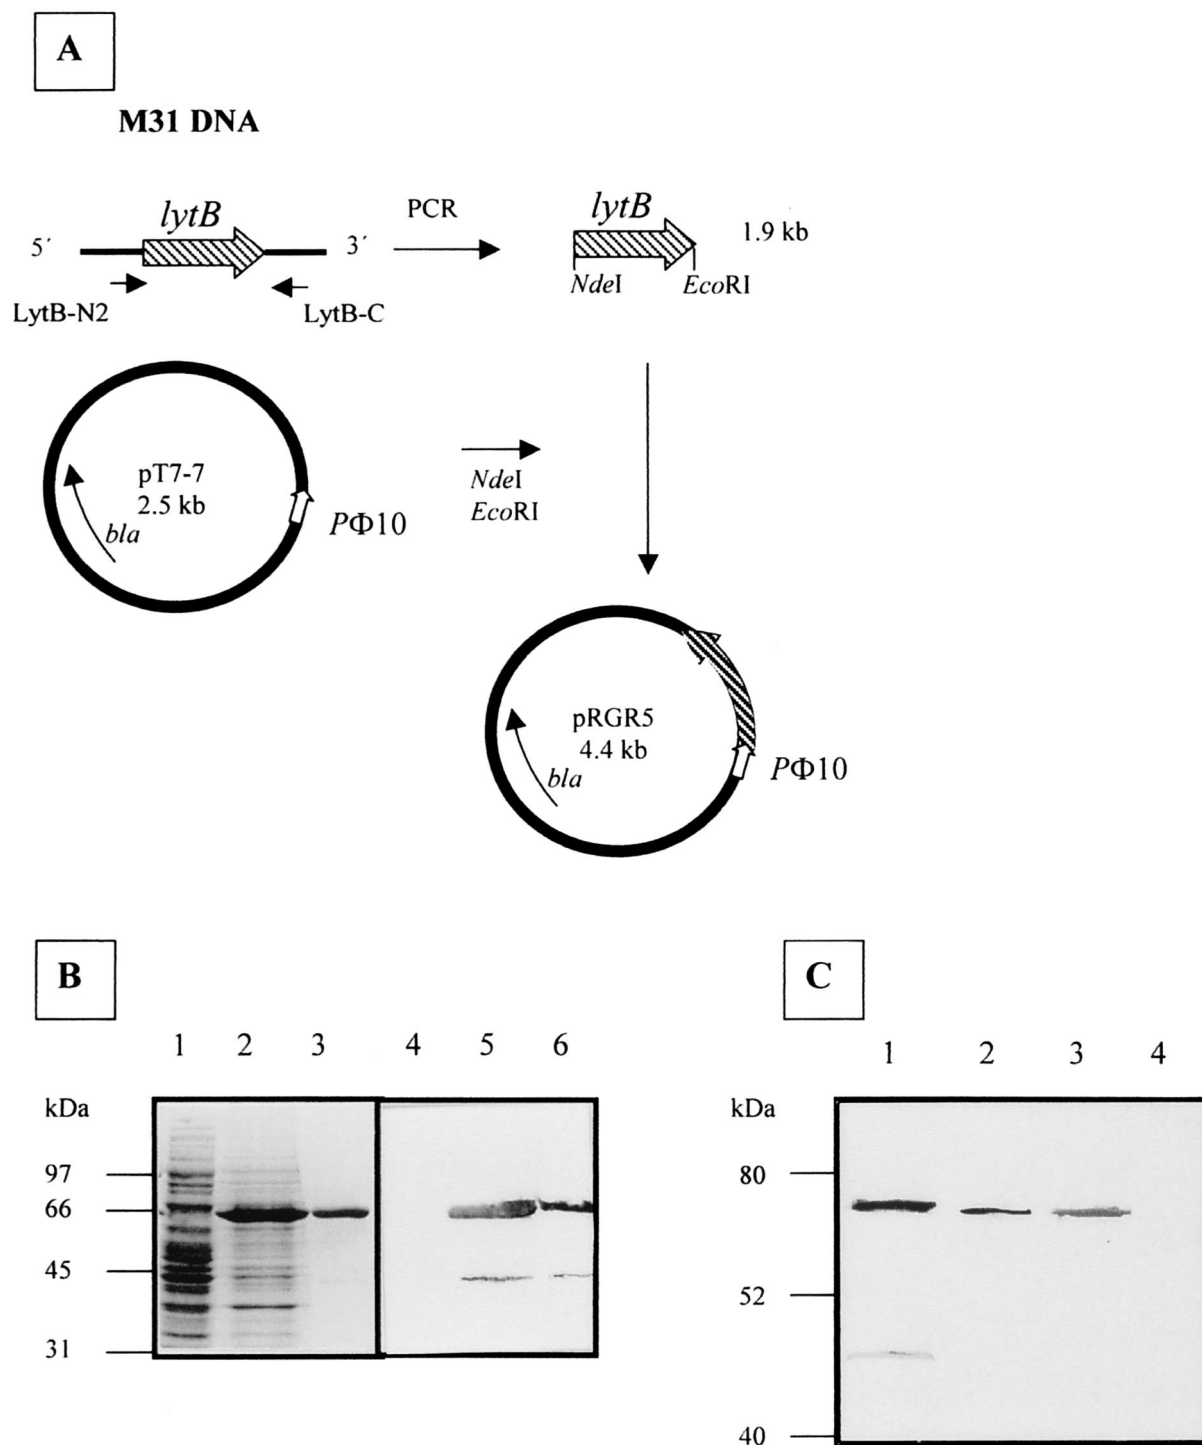 A
M31 DNA
lytB
PCR
lytB
1.9 kb
5´
3´
NdeI
EcoRI
LytB-N2
LytB-C
pT7-7
2.5 kb
bla
PΦ10
NdeI
EcoRI
pRGR5
4.4 kb
bla
PΦ10
B
1 2 3 4 5 6
kDa
97
66
45
31
C
1 2 3 4
kDa
80
52
40